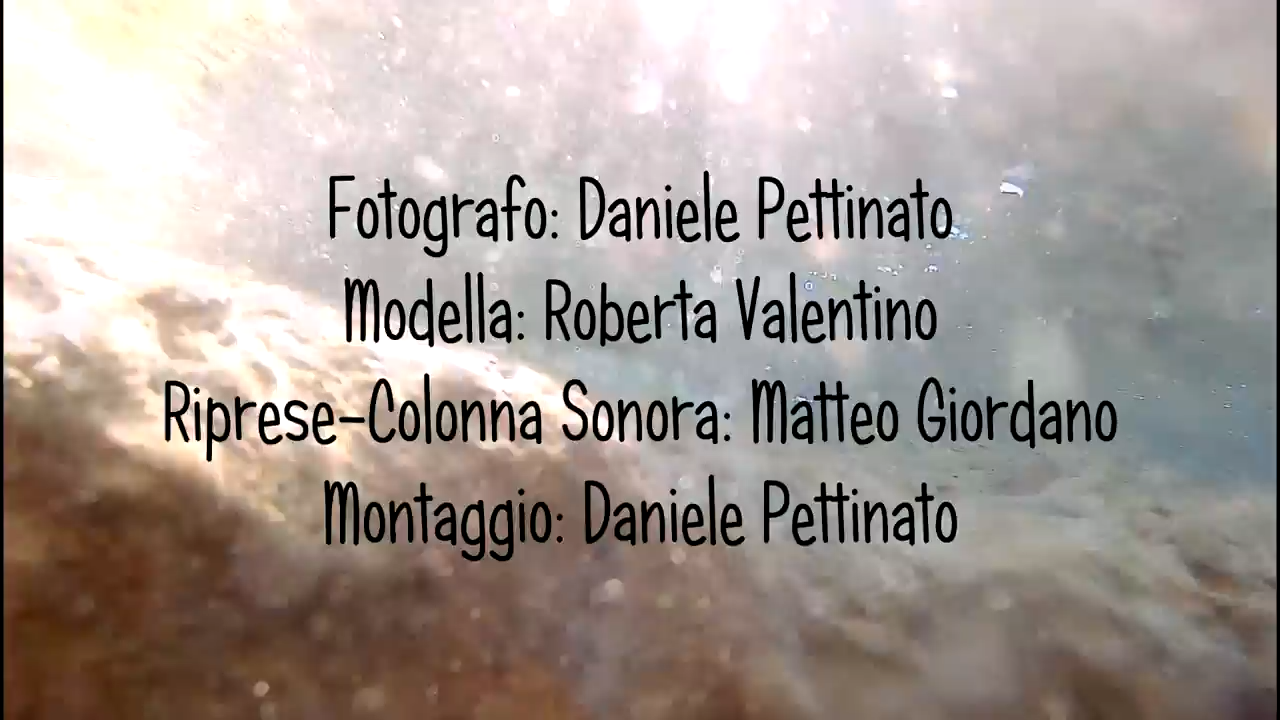 Fotografo: Daniele Pettinato
Modella: Roberta Valentino
Riprese-Colonna Sonora: Matteo Giordano
Montaggio: Daniele Pettinato